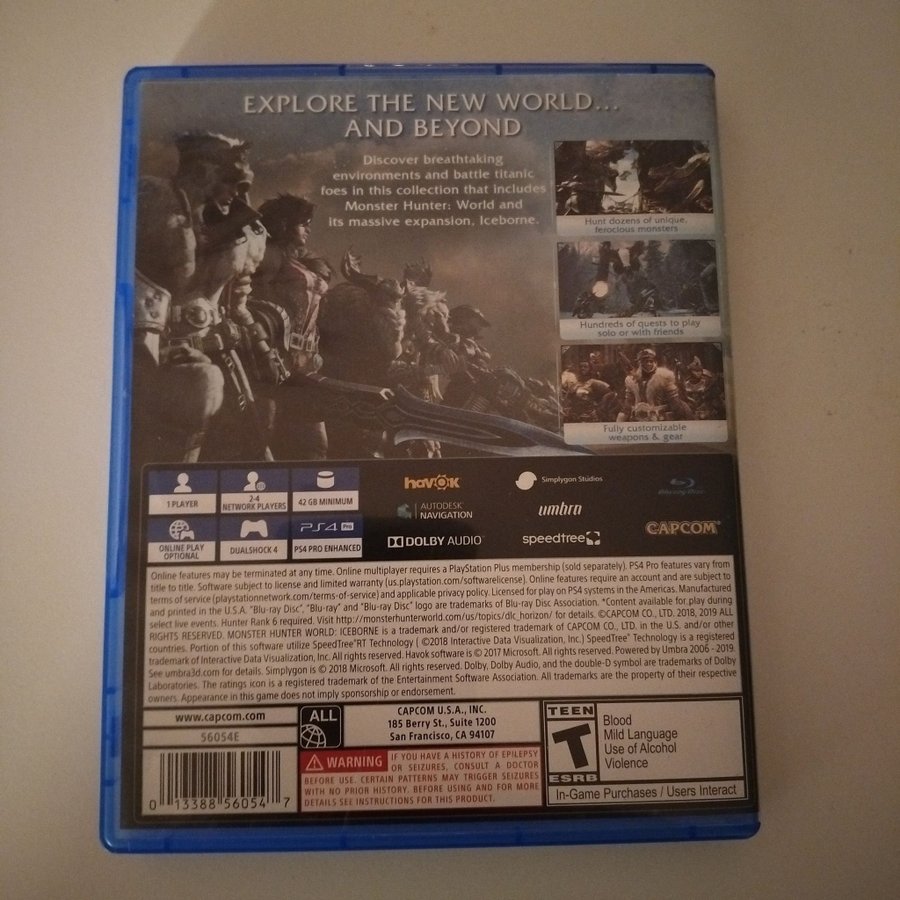 EXPLORE THE NEW WORLD...
AND BEYOND
Discover breathtaking
environments and battle titanic
foes in this collection that includes
Monster Hunter: World and
its massive expansion, Iceborne.
Hunt dozens of unique,
ferocious monsters
Hundreds of quests to play
solo or with friends
Fully customizable
weapons & gear
1 PLAYER
2-4
NETWORK PLAYERS
42 GB MINIMUM
ONLINE PLAY
OPTIONAL
DUALSHOCK 4
PS4 Pro
PS4 PRO ENHANCED
havok
Simplygon Studios
Blu-ray Disc
AUTODESK
NAVIGATION
umbra
DOLBY AUDIO™
speedtree
CAPCOM®
Online features may be terminated at any time. Online multiplayer requires a PlayStation Plus membership (sold separately). PS4 Pro features vary from
title to title. Software subject to license and limited warranty (us.playstation.com/softwarelicense). Online features require an account and are subject to
terms of service (playstationnetwork.com/terms-of-service) and applicable privacy policy. Licensed for play on PS4 systems in the Americas. Manufactured
and printed in the U.S.A. "Blu-ray Disc", "Blu-ray" and "Blu-ray Disc" logo are trademarks of Blu-ray Disc Association. *Content available for play during
select live events. Hunter Rank 6 required. Visit http://monsterhunterworld.com/us/topics/dlc_horizon/ for details. ©CAPCOM CO., LTD. 2018, 2019 ALL
RIGHTS RESERVED. MONSTER HUNTER WORLD: ICEBORNE is a trademark and/or registered trademark of CAPCOM CO., LTD. in the U.S. and/or other
countries. Portion of this software utilize SpeedTree®RT Technology ( ©2018 Interactive Data Visualization, Inc.) SpeedTree™ Technology is a registered
trademark of Interactive Data Visualization, Inc. All rights reserved. Havok software is © 2017 Microsoft. All rights reserved. Powered by Umbra 2006 - 2019.
See umbra3d.com for details. Simplygon is © 2018 Microsoft. All rights reserved. Dolby, Dolby Audio, and the double-D symbol are trademarks of Dolby
Laboratories. The ratings icon is a registered trademark of the Entertainment Software Association. All trademarks are the property of their respective
owners. Appearance in this game does not imply sponsorship or endorsement.
www.capcom.com
56054E
0 13388 56054 7
ALL
CAPCOM U.S.A., INC.
185 Berry St., Suite 1200
San Francisco, CA 94107
WARNING IF YOU HAVE A HISTORY OF EPILEPSY
OR SEIZURES, CONSULT A DOCTOR
BEFORE USE. CERTAIN PATTERNS MAY TRIGGER SEIZURES
WITH NO PRIOR HISTORY. BEFORE USING AND FOR MORE
DETAILS SEE INSTRUCTIONS FOR THIS PRODUCT.
TEEN
T
ESRB
Blood
Mild Language
Use of Alcohol
Violence
In-Game Purchases / Users Interact